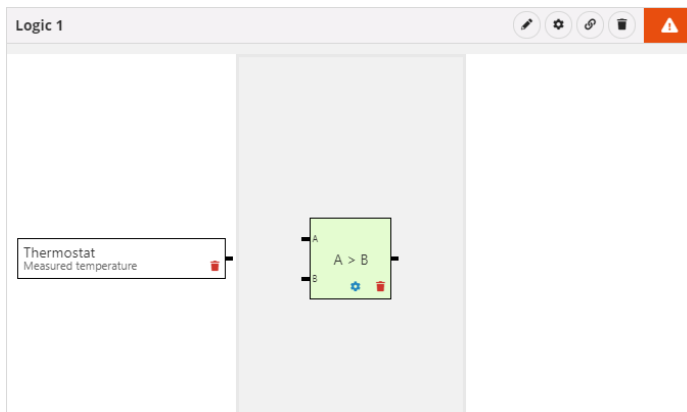 Logic 1
Thermostat
Measured temperature
A
A > B
B